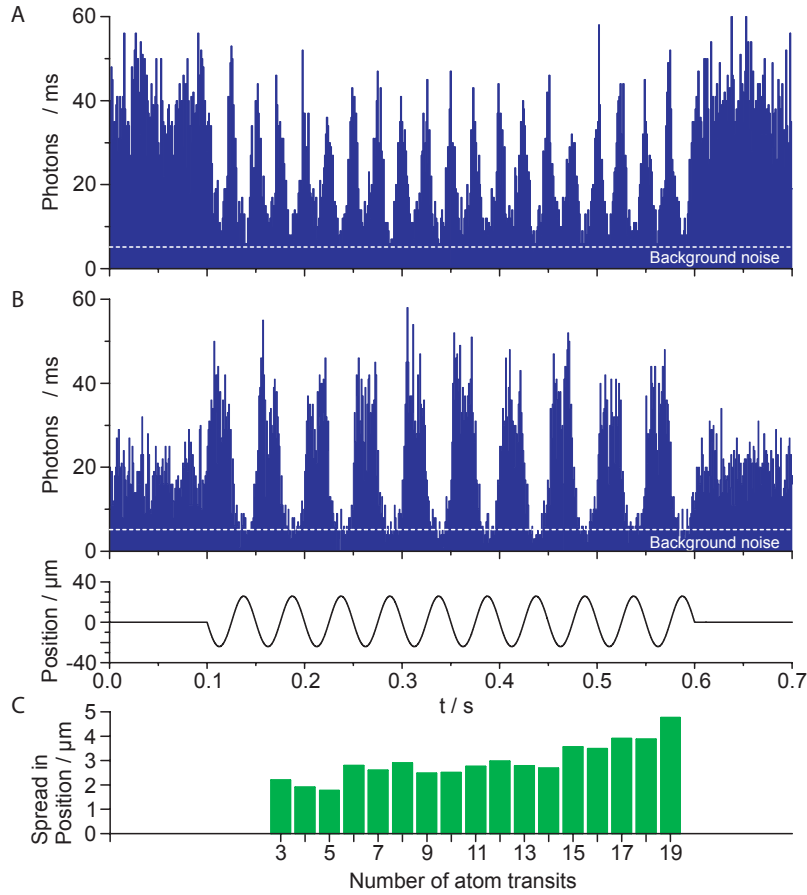 A
60
40
20
0
Photons / ms
Background noise
B
60
40
20
0
Photons / ms
Background noise
40
0
-40
Position / µm
0.0 0.1 0.2 0.3 0.4 0.5 0.6 0.7
t / s
C
5
4
3
2
1
0
Spread in
Position / µm
3 5 7 9 11 13 15 17 19
Number of atom transits